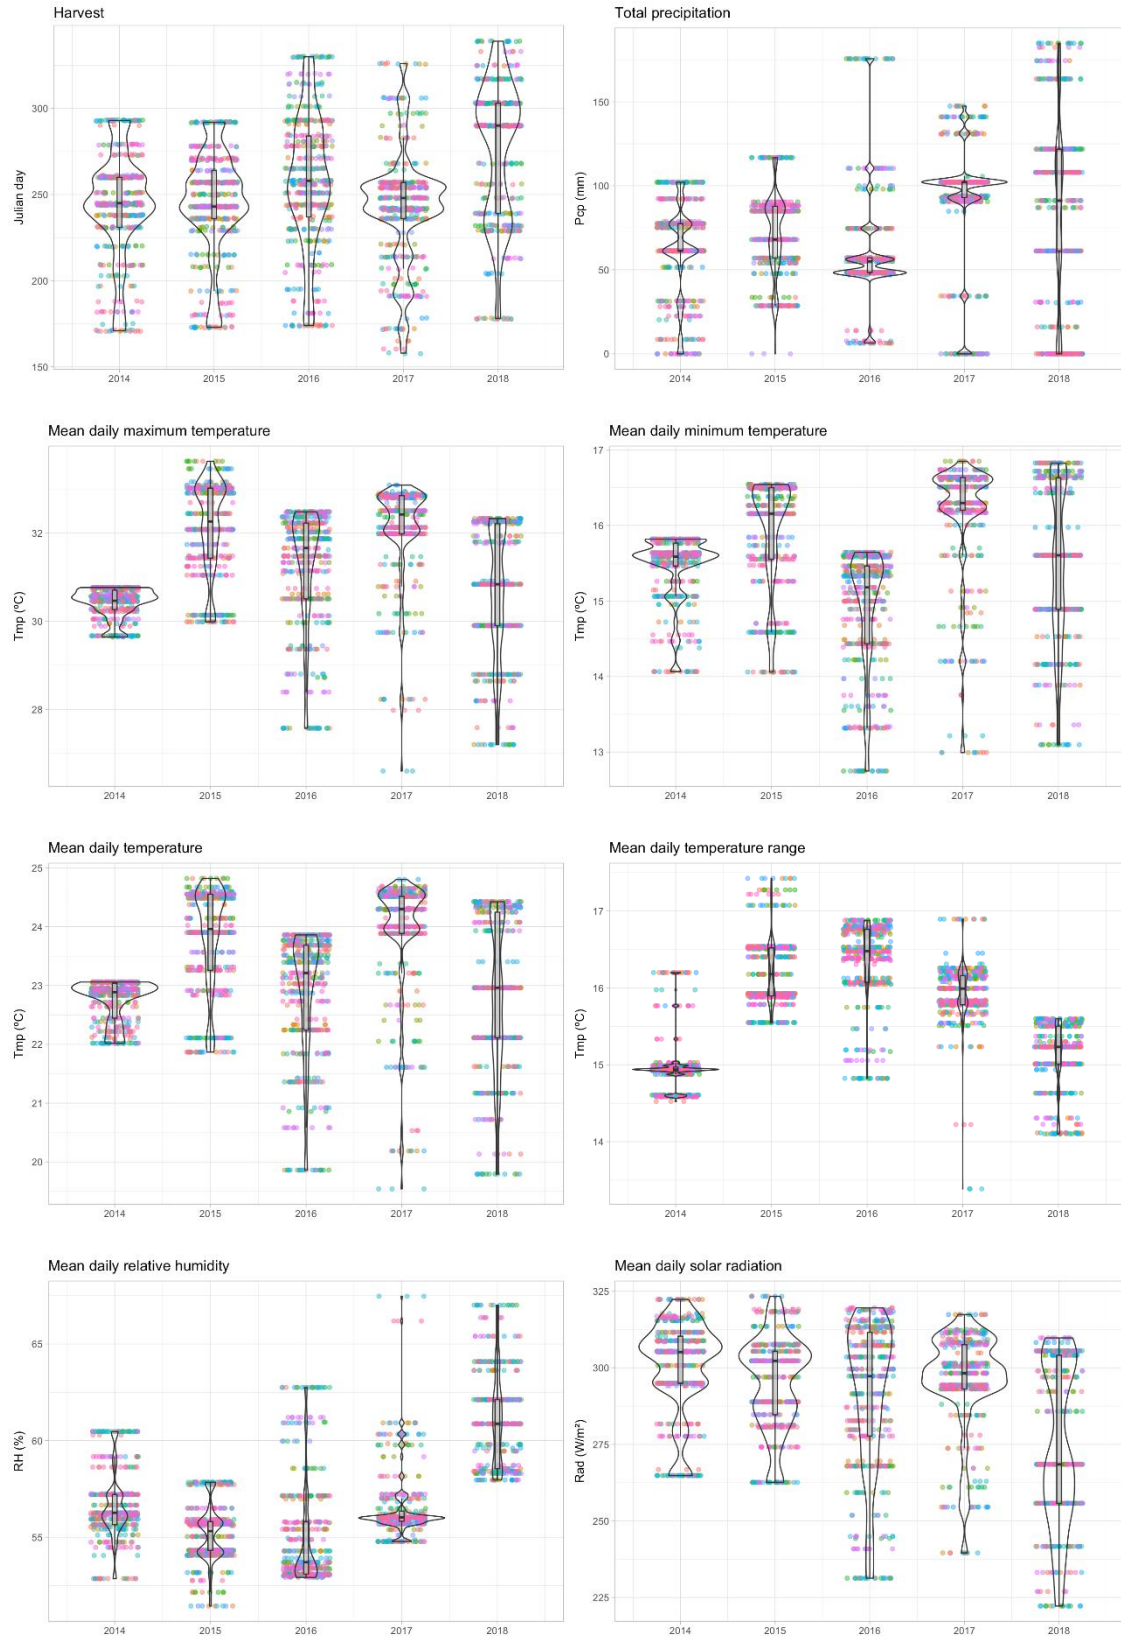 Harvest
Total precipitation
Julian day
300
250
200
150
2014 2015 2016 2017 2018
Pcp (mm)
150
100
50
0
2014 2015 2016 2017 2018
Mean daily maximum temperature
Mean daily minimum temperature
Tmp (ºC)
32
30
28
2014 2015 2016 2017 2018
Tmp (ºC)
17
16
15
14
13
2014 2015 2016 2017 2018
Mean daily temperature
Mean daily temperature range
Tmp (ºC)
25
24
23
22
21
20
2014 2015 2016 2017 2018
Tmp (ºC)
17
16
15
14
2014 2015 2016 2017 2018
Mean daily relative humidity
Mean daily solar radiation
RH (%)
65
60
55
2014 2015 2016 2017 2018
Rad (W/m²)
325
300
275
250
225
2014 2015 2016 2017 2018